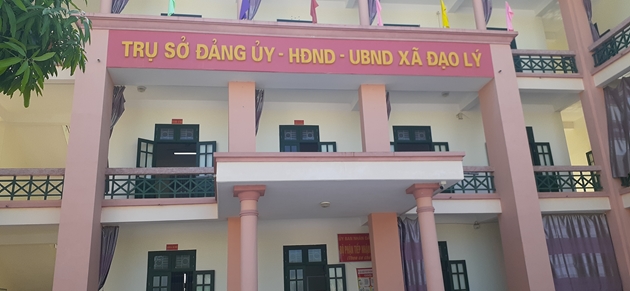 TRỤ SỞ ĐẢNG ỦY - HĐND - UBND XÃ ĐẠO LÝ